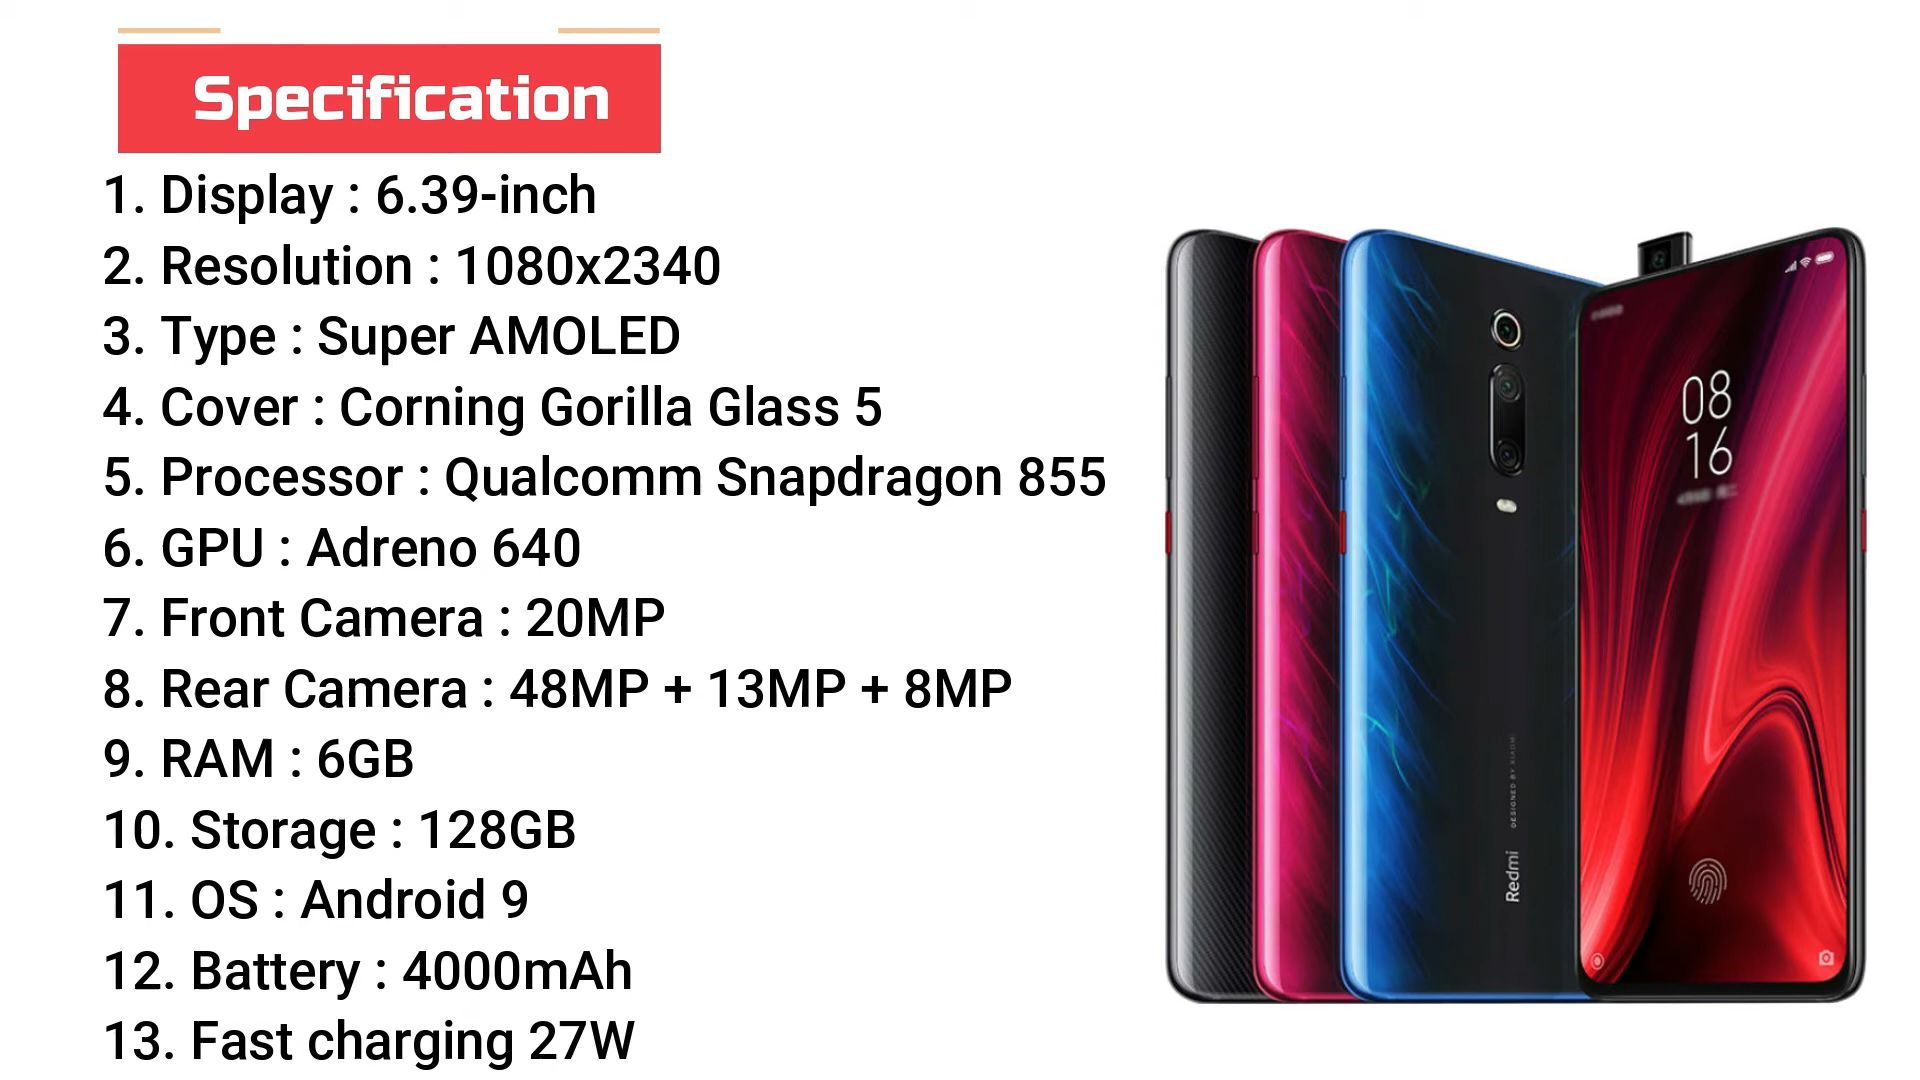 Specification
1. Display : 6.39-inch
2. Resolution : 1080x2340
3. Type : Super AMOLED
4. Cover : Corning Gorilla Glass 5
5. Processor : Qualcomm Snapdragon 855
6. GPU : Adreno 640
7. Front Camera : 20MP
8. Rear Camera : 48MP + 13MP + 8MP
9. RAM : 6GB
10. Storage : 128GB
11. OS : Android 9
12. Battery : 4000mAh
13. Fast charging 27W
08
16
Redmi
DESIGNED BY XIAOMI